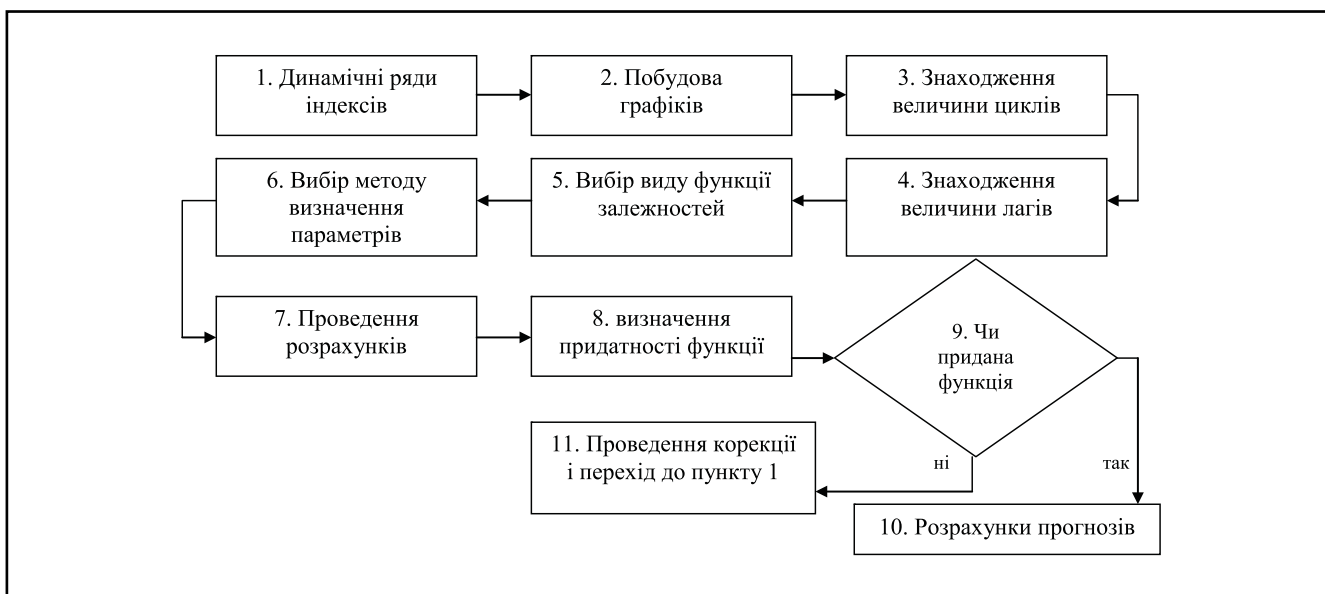 1. Динамічні ряди
індексів
2. Побудова
графіків
3. Знаходження
величини циклів
6. Вибір методу
визначення
параметрів
5. Вибір виду функції
залежностей
4. Знаходження
величини лагів
7. Проведення
розрахунків
8. визначення
придатності функції
9. Чи
придана
функція
11. Проведення корекції
і перехід до пункту 1
ні
так
10. Розрахунки прогнозів